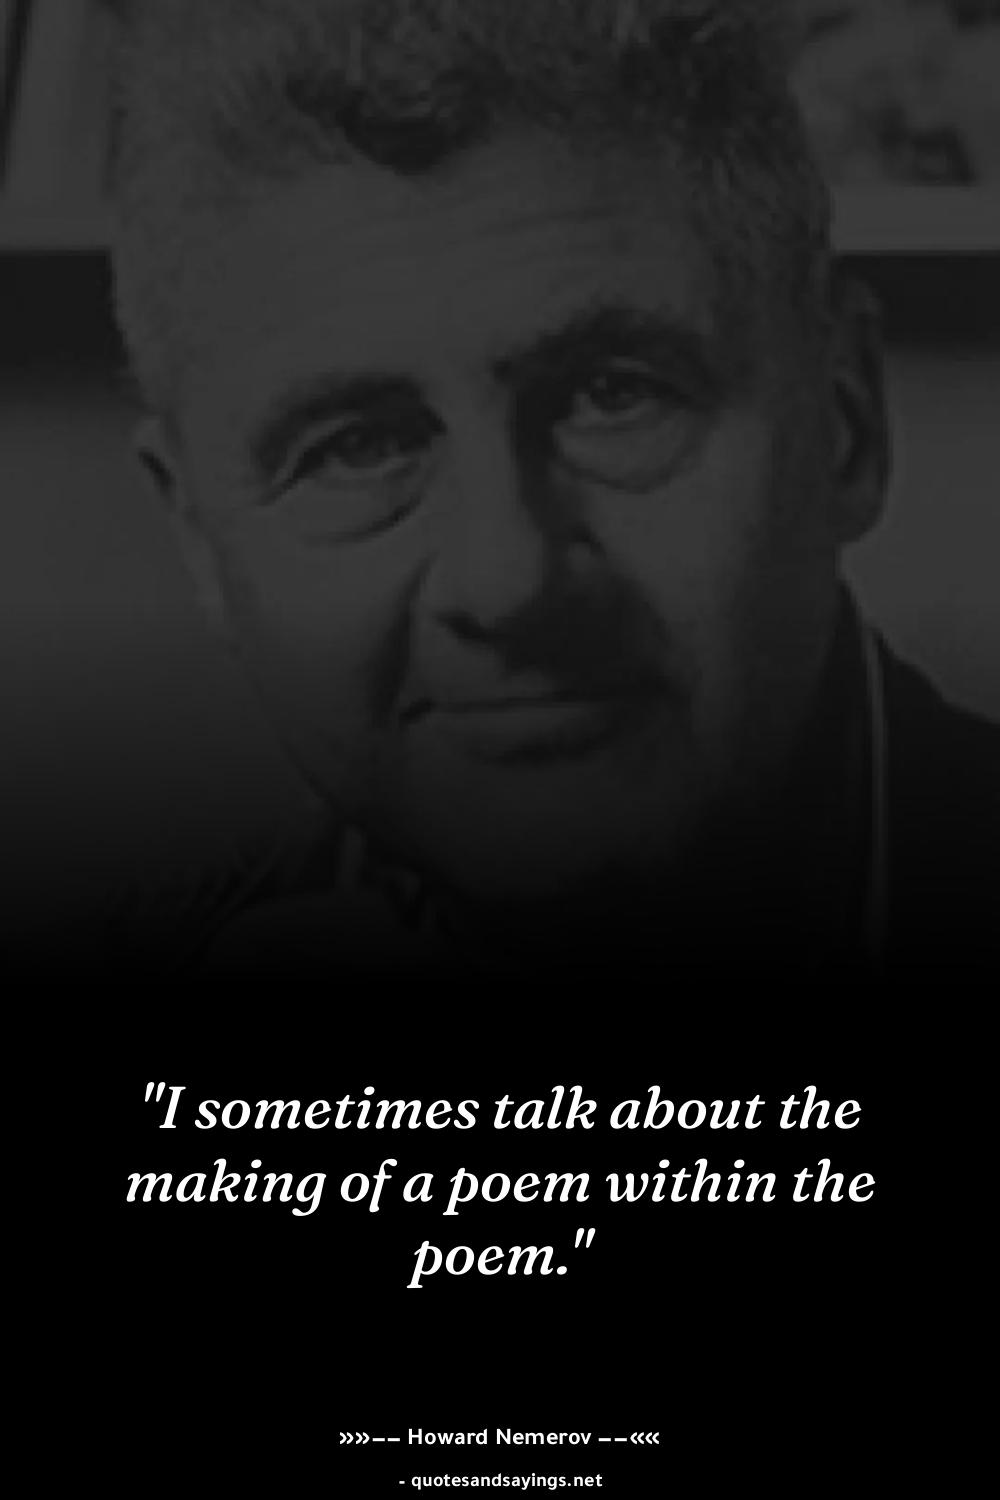 "I sometimes talk about the
making of a poem within the
poem."
»»−− Howard Nemerov −−««
- quotesandsayings.net